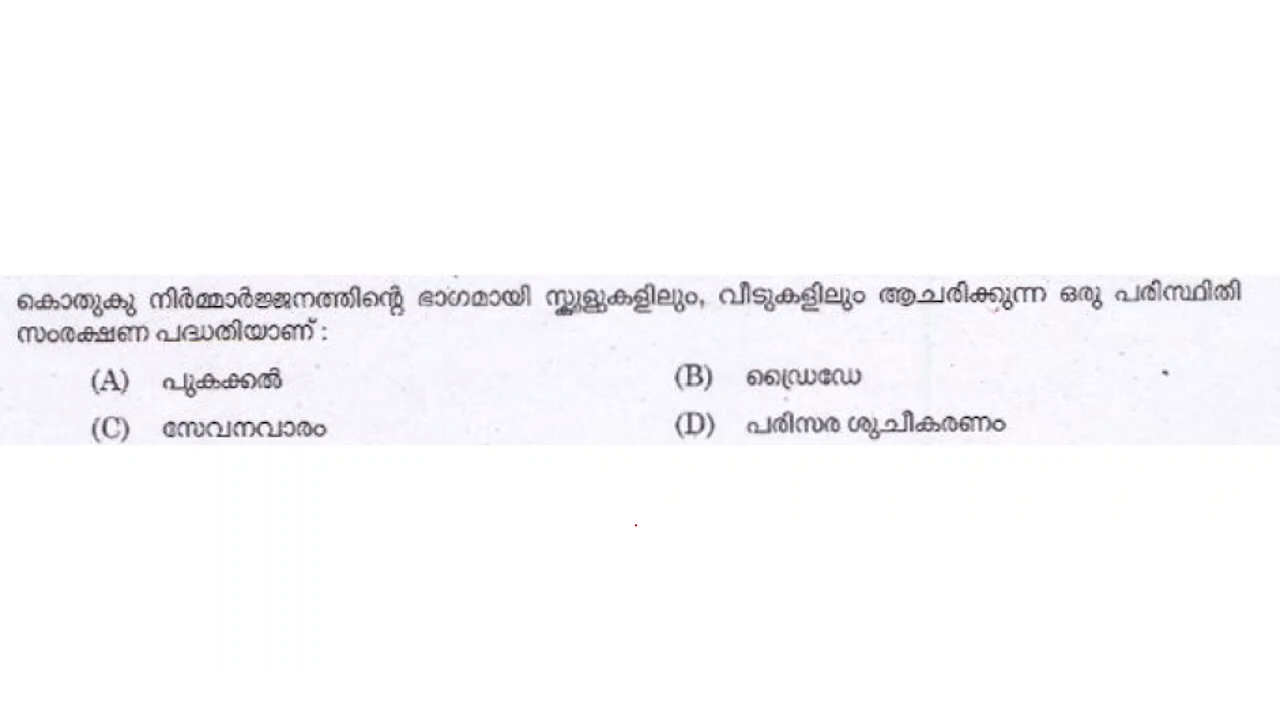 കൊതുകു നിർമ്മാർജ്ജനത്തിന്റെ ഭാഗമായി സ്കൂളുകളിലും, വീടുകളിലും ആചരിക്കുന്ന ഒരു പരിസ്ഥിതി
സംരക്ഷണ പദ്ധതിയാണ് :
(A) പുകക്കൽ (B) ഡ്രൈഡേ
(C) സേവനവാരം (D) പരിസര ശുചീകരണം